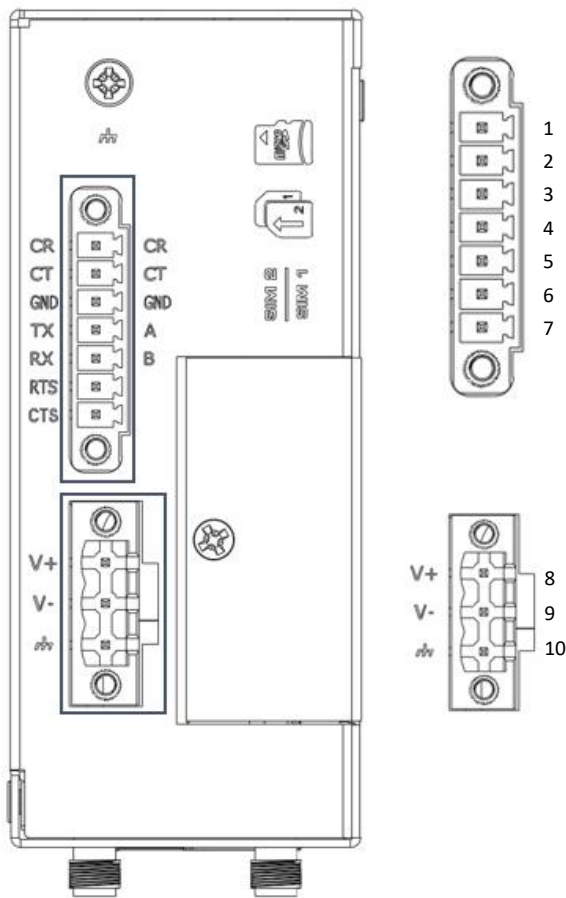 microSD
1
2
SIM 2
SIM 1
CR CR
CT CT
GND GND
TX A
RX B
RTS
CTS
V+
V-
1
2
3
4
5
6
7
V+ 8
V- 9
10